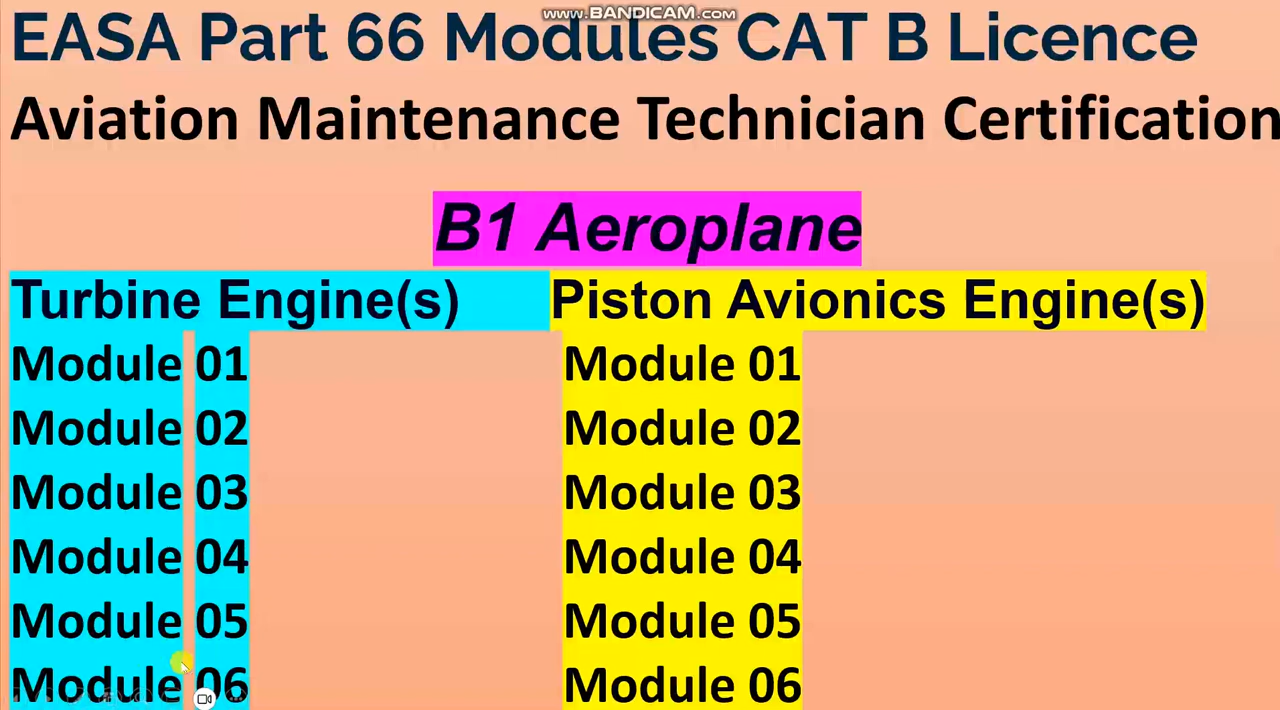 www.BANDICAM.com
EASA Part 66 Modules CAT B Licence
Aviation Maintenance Technician Certification
B1 Aeroplane
Turbine Engine(s) Piston Avionics Engine(s)
Module 01 Module 01
Module 02 Module 02
Module 03 Module 03
Module 04 Module 04
Module 05 Module 05
Module 06 Module 06